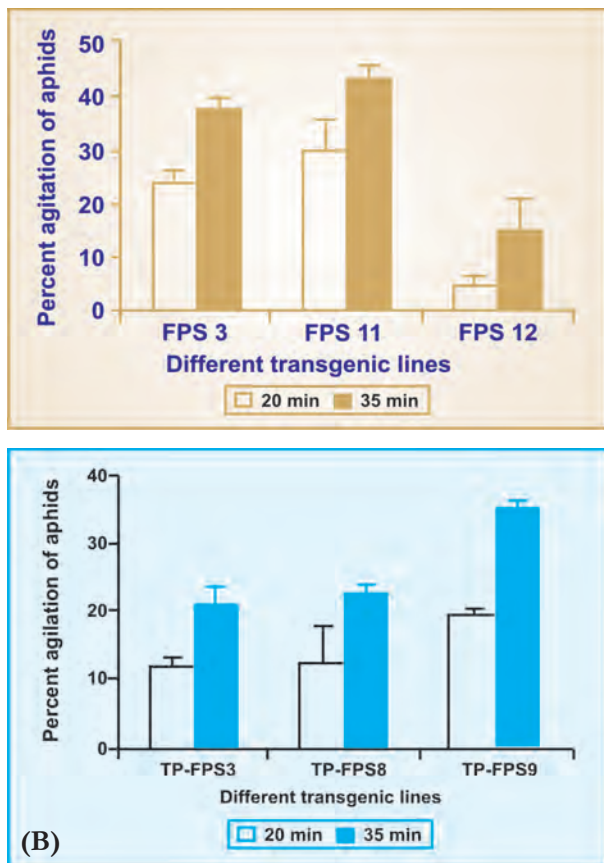 Percent agitation of aphids
50
40
30
20
10
0
FPS 3 FPS 11 FPS 12
Different transgenic lines
20 min 35 min
Percent agilation of aphids
40
30
20
10
0
TP-FPS3 TP-FPS8 TP-FPS9
Different transgenic lines
(B) 20 min 35 min